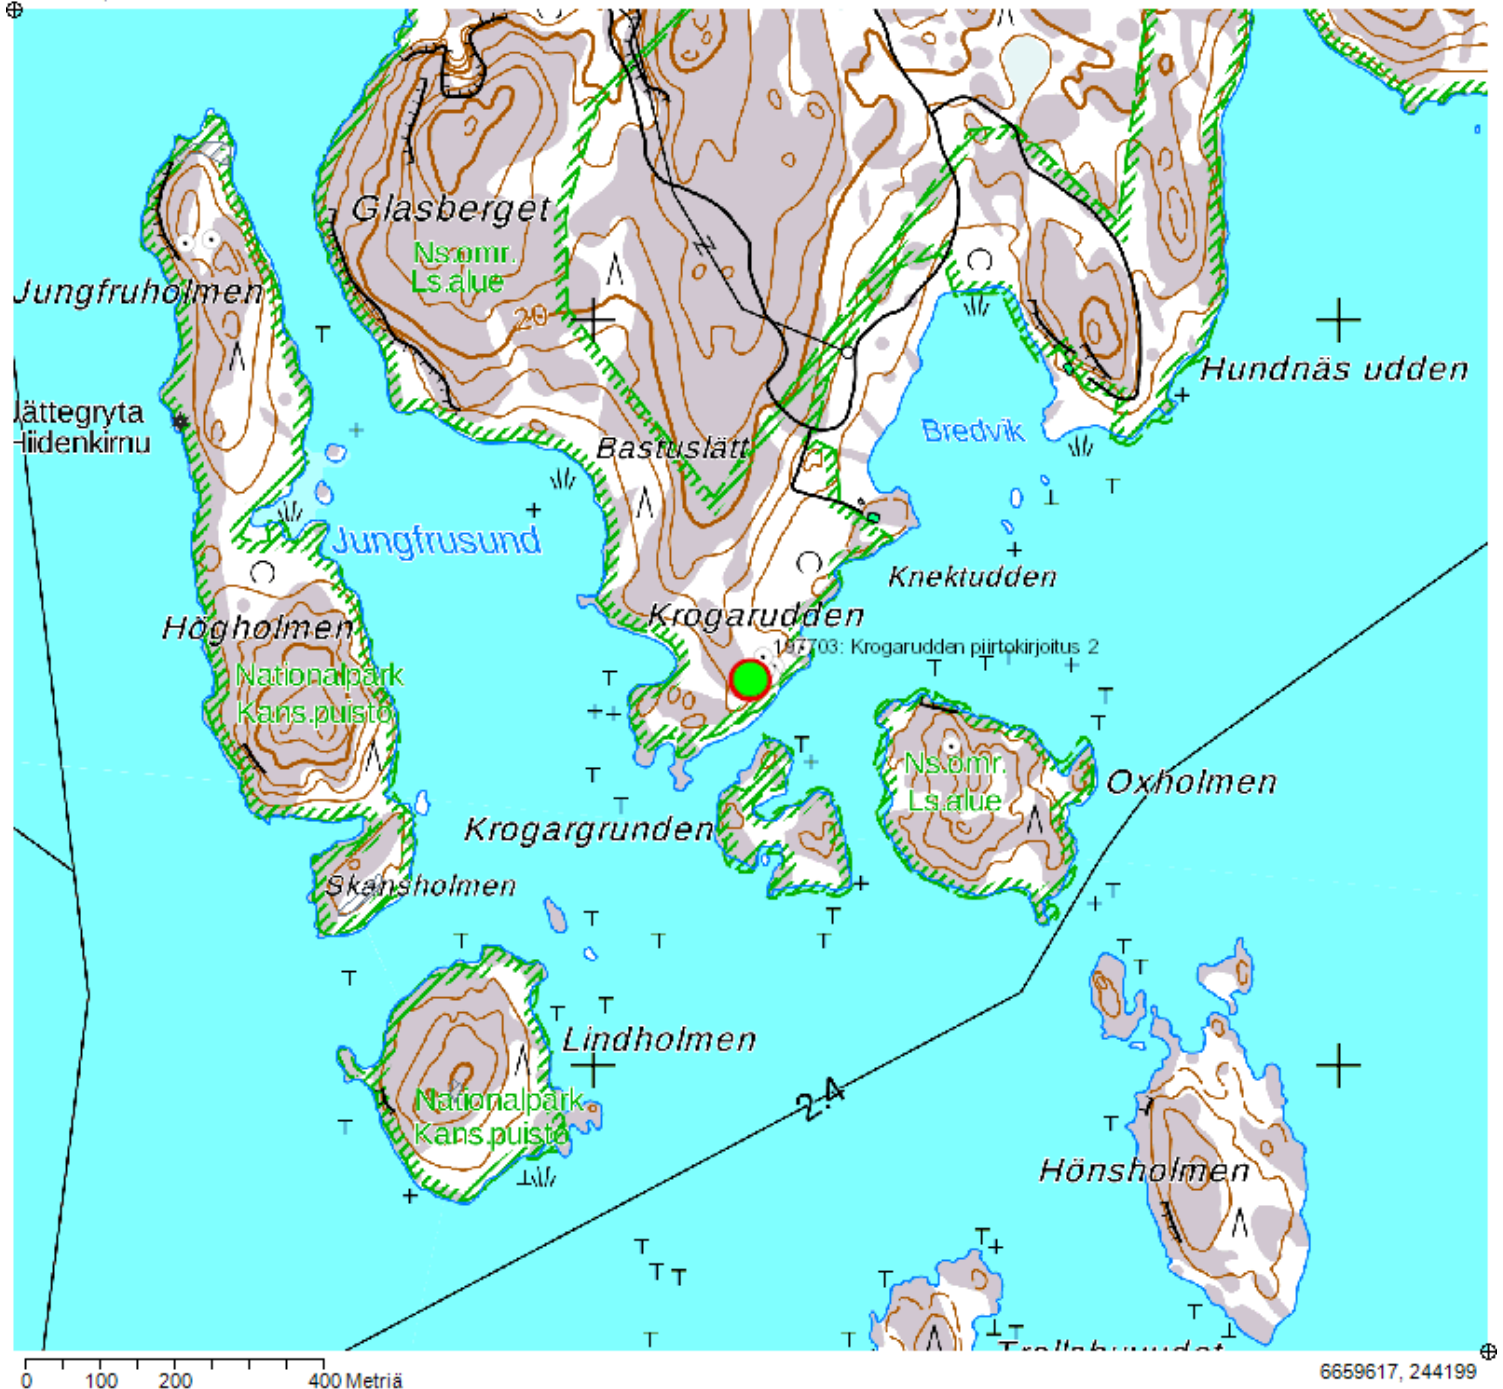 Glasberget
Ns.omr.
Ls.alue
Jungfruholmen
20
Hundnäs udden
Jättegryta
Hiidenkirnu
Bredvik
Bastuslätt
Jungfrusund
Knektudden
Krogarudden
Högholmen
197703: Krogarudden piirtokirjoitus 2
Nationalpark
Kans.puisto
Ns.omr.
Ls.alue
Oxholmen
Krogargrunden
Skansholmen
Lindholmen
2.4
Nationalpark
Kans.puisto
Hönsholmen
0 100 200 400 Metriä
6659617, 244199